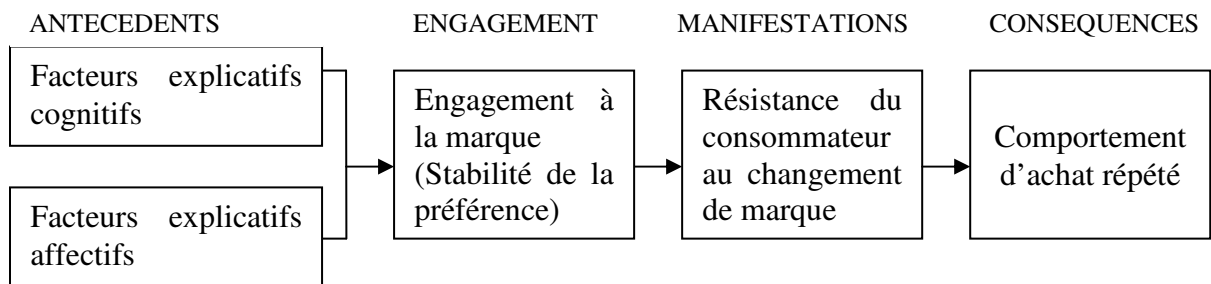 ANTECEDENTS
ENGAGEMENT
MANIFESTATIONS
CONSEQUENCES
Facteurs explicatifs
cognitifs
Facteurs explicatifs
affectifs
Engagement à
la marque
(Stabilité de la
préférence)
Résistance du
consommateur
au changement
de marque
Comportement
d’achat répété